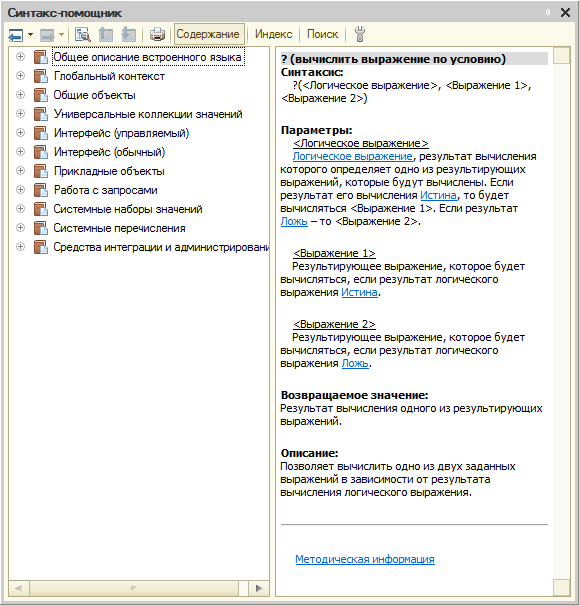 Синтакс-помощник
Содержание Индекс Поиск
Общее описание встроенного языка
Глобальный контекст
Общие объекты
Универсальные коллекции значений
Интерфейс (управляемый)
Интерфейс (обычный)
Прикладные объекты
Работа с запросами
Системные наборы значений
Системные перечисления
Средства интеграции и администрировани
? (вычислить выражение по условию)
Синтаксис:
?(<Логическое выражение>, <Выражение 1>,
<Выражение 2>)
Параметры:
<Логическое выражение>
Логическое выражение, результат вычисления
которого определяет одно из результирующих
выражений, которые будут вычислены. Если
результат его вычисления Истина, то будет
вычисляться <Выражение 1>. Если результат
Ложь – то <Выражение 2>.
<Выражение 1>
Результирующее выражение, которое будет
вычисляться, если результат логического
выражения Истина.
<Выражение 2>
Результирующее выражение, которое будет
вычисляться, если результат логического
выражения Ложь.
Возвращаемое значение:
Результат вычисления одного из результирующих
выражений.
Описание:
Позволяет вычислить одно из двух заданных
выражений в зависимости от результата
вычисления логического выражения.
Методическая информация